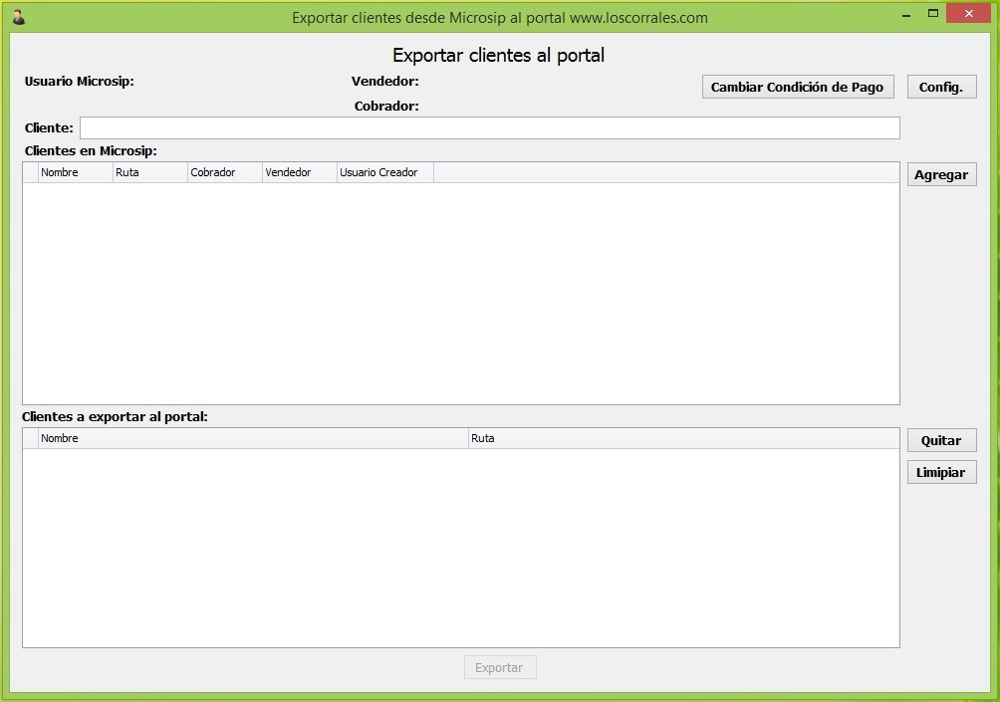 Exportar clientes desde Microsip al portal www.loscorrales.com
Exportar clientes al portal
Usuario Microsip: Vendedor: Cambiar Condición de Pago Config.
Cobrador:
Cliente:
Clientes en Microsip:
Nombre Ruta Cobrador Vendedor Usuario Creador Agregar
Clientes a exportar al portal:
Nombre Ruta Quitar
Limipiar
Exportar